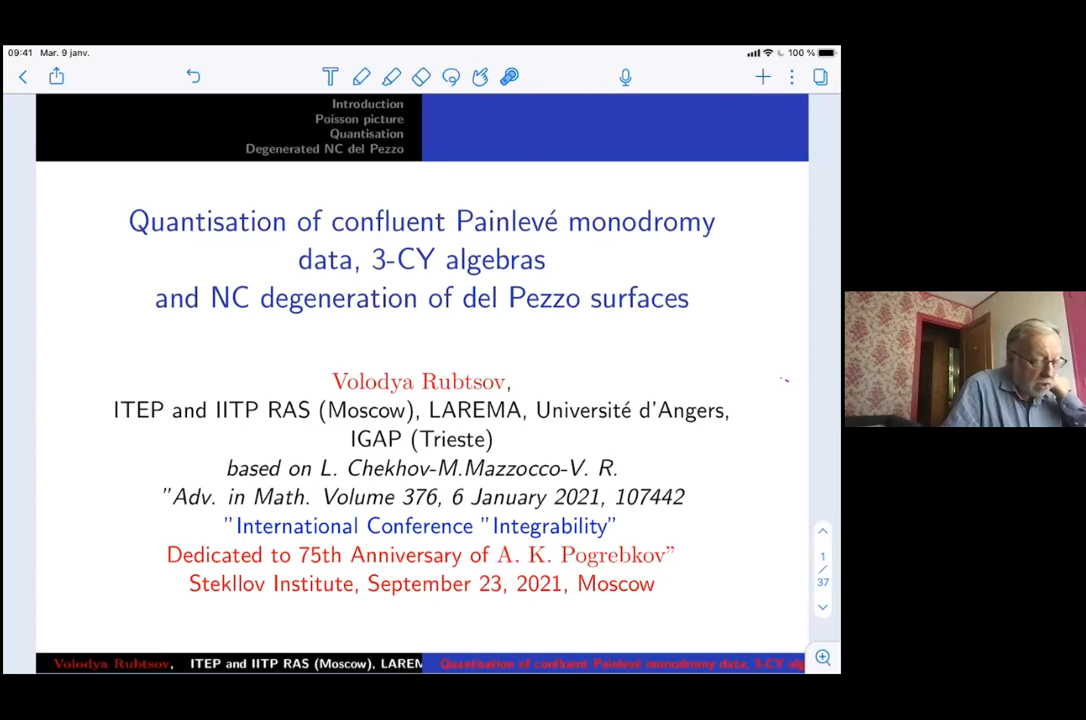 09:41 Mar. 9 janv.
100 %
Introduction
Poisson picture
Quantisation
Degenerated NC del Pezzo
Quantisation of confluent Painlevé monodromy
data, 3-CY algebras
and NC degeneration of del Pezzo surfaces
Volodya Rubtsov,
ITEP and IITP RAS (Moscow), LAREMA, Université d'Angers,
IGAP (Trieste)
based on L. Chekhov-M.Mazzocco-V. R.
"Adv. in Math. Volume 376, 6 January 2021, 107442
"International Conference "Integrability"
Dedicated to 75th Anniversary of A. K. Pogrebkov"
Stekllov Institute, September 23, 2021, Moscow
1
/
37
Volodya Rubtsov, ITEP and IITP RAS (Moscow), LAREM
Quantisation of confluent Painlevé monodromy data, 3-CY alg